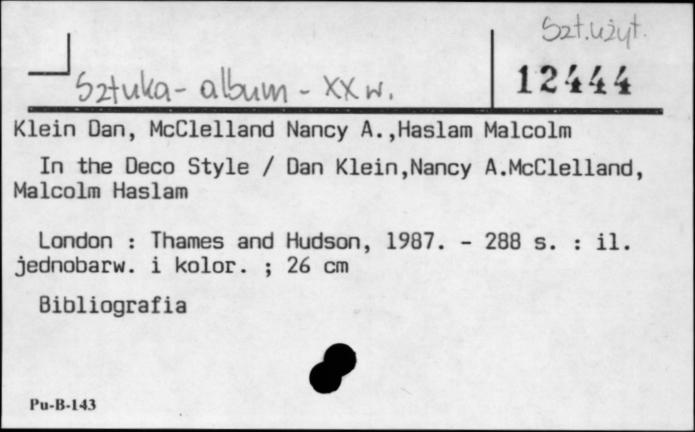 Szt.użyt.
Sztuka - album - XX w.
12444
Klein Dan, McClelland Nancy A.,Haslam Malcolm
In the Deco Style / Dan Klein,Nancy A.McClelland,
Malcolm Haslam
London : Thames and Hudson, 1987. - 288 s. : il.
jednobarw. i kolor. ; 26 cm
Bibliografia
Pu-B-143